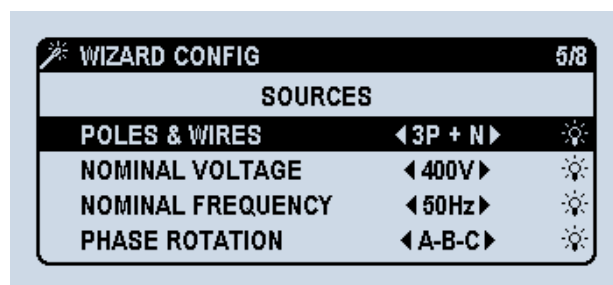 WIZARD CONFIG 5/8
SOURCES
POLES & WIRES 3P + N
NOMINAL VOLTAGE 400V
NOMINAL FREQUENCY 50Hz
PHASE ROTATION A-B-C